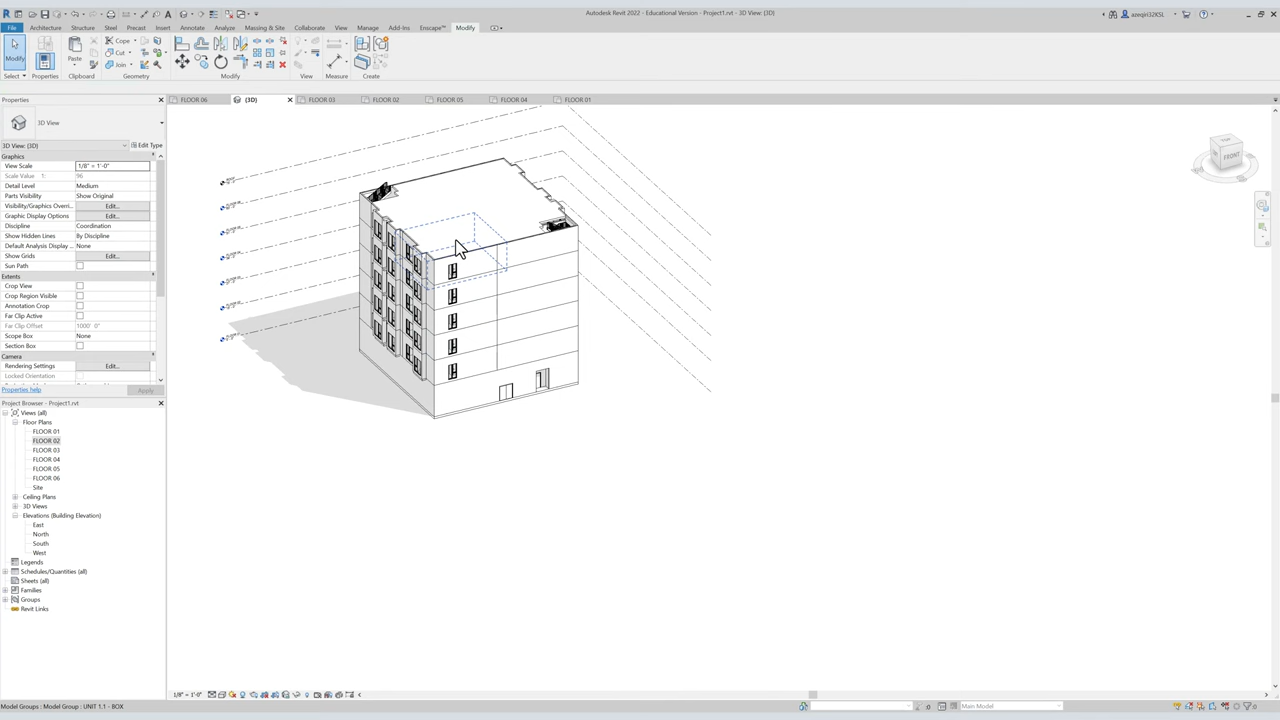 Autodesk Revit 2022 - Educational Version - Project1.rvt - 3D View: {3D}
azegiri32KSL
File Architecture Structure Steel Precast Insert Annotate Analyze Massing & Site Collaborate View Manage Add-Ins Enscape™ Modify
Modify
Paste
Cope
Cut
Join
Select Properties Clipboard Geometry Modify View Measure Create
Properties
FLOOR 06 {3D} FLOOR 03 FLOOR 02 FLOOR 05 FLOOR 04 FLOOR 01
3D View
3D View: {3D} Edit Type
Graphics
View Scale 1/8" = 1'-0"
Scale Value 1: 96
Detail Level Medium
Parts Visibility Show Original
Visibility/Graphics Overri... Edit...
Graphic Display Options Edit...
Discipline Coordination
Show Hidden Lines By Discipline
Default Analysis Display ... None
Show Grids Edit...
Sun Path
Extents
Crop View
Crop Region Visible
Annotation Crop
Far Clip Active
Far Clip Offset 1000' 0"
Scope Box None
Section Box
Camera
Rendering Settings Edit...
Locked Orientation
Properties help Apply
Project Browser - Project1.rvt
Views (all)
Floor Plans
FLOOR 01
FLOOR 02
FLOOR 03
FLOOR 04
FLOOR 05
FLOOR 06
Site
Ceiling Plans
3D Views
Elevations (Building Elevation)
East
North
South
West
Legends
Schedules/Quantities (all)
Sheets (all)
Families
Groups
Revit Links
TOP
FRONT
1/8" = 1'-0"
Model Groups : Model Group : UNIT 1.1 - BOX
:0
Main Model
:0